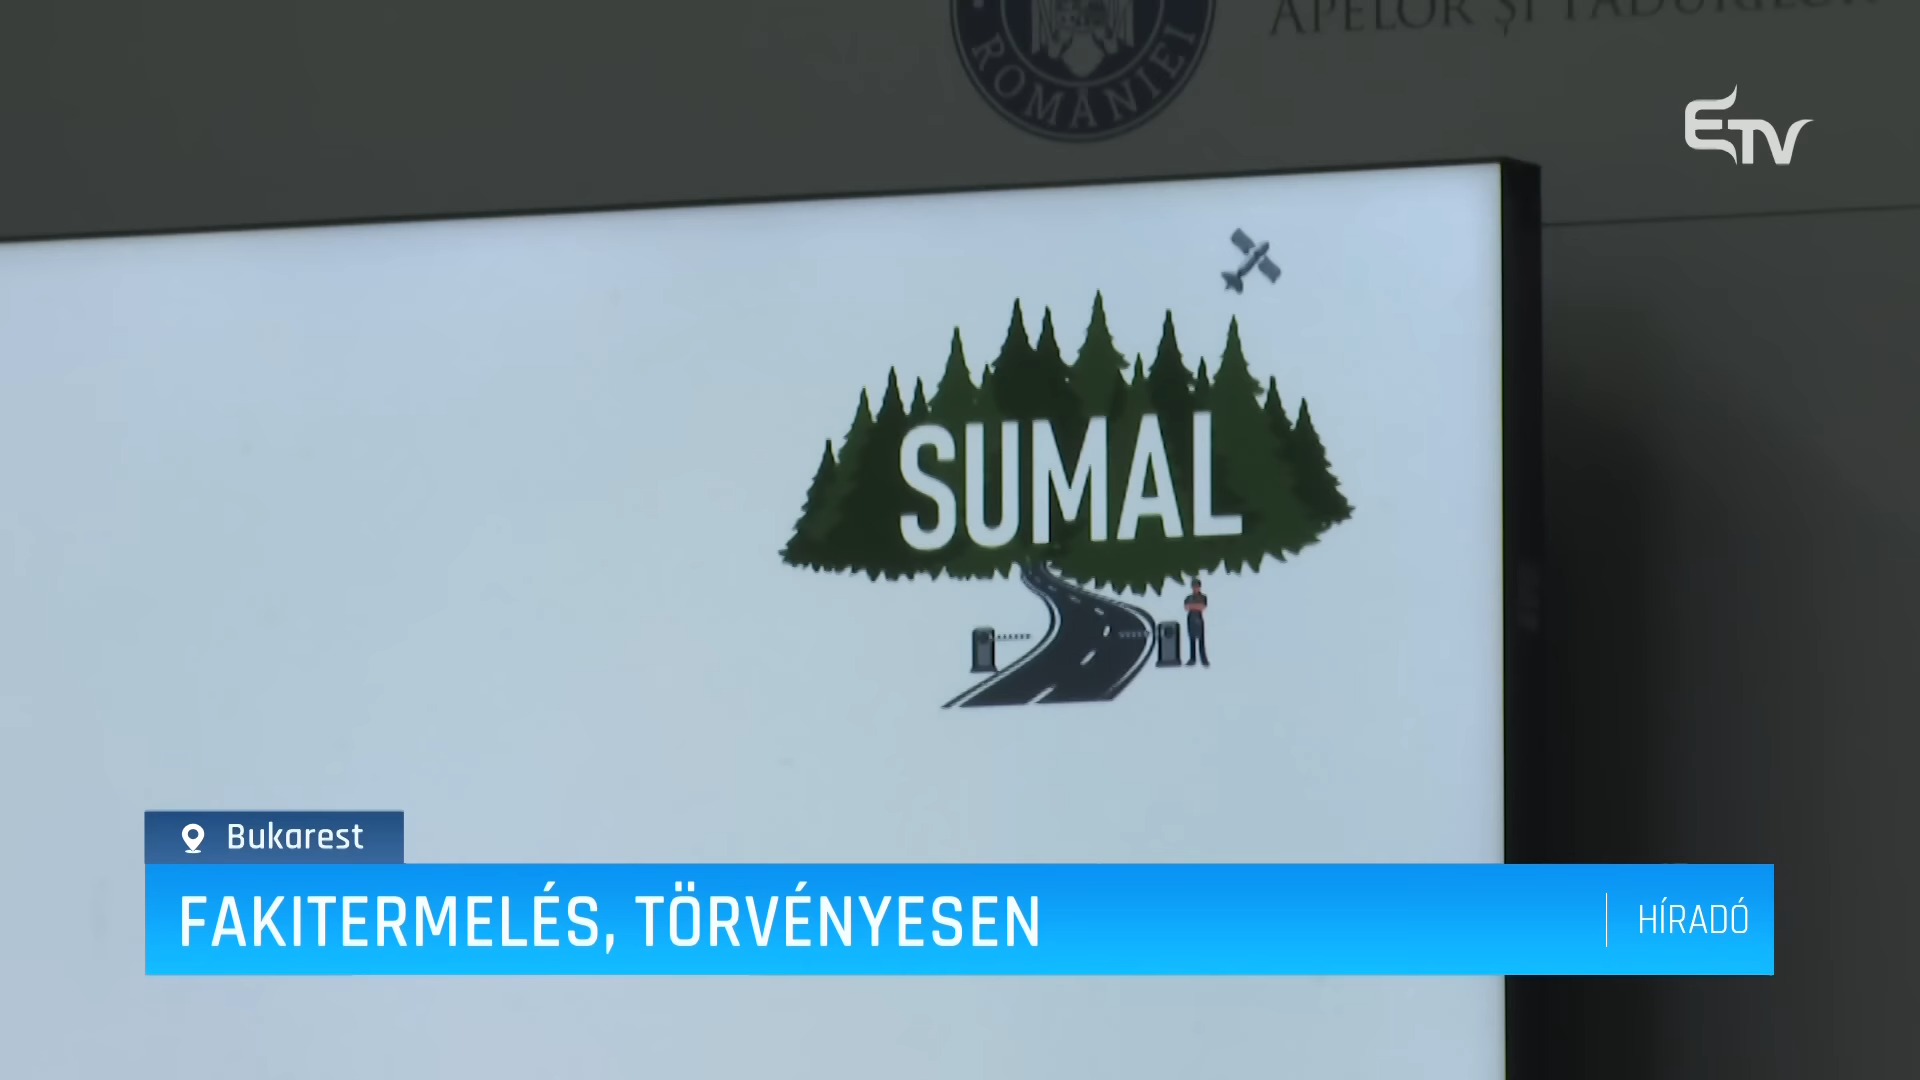 APELOR ȘI PĂDURILOR
ROMÂNIEI
ETV
SUMAL
Bukarest
FAKITERMELÉS, TÖRVÉNYESEN
HÍRADÓ